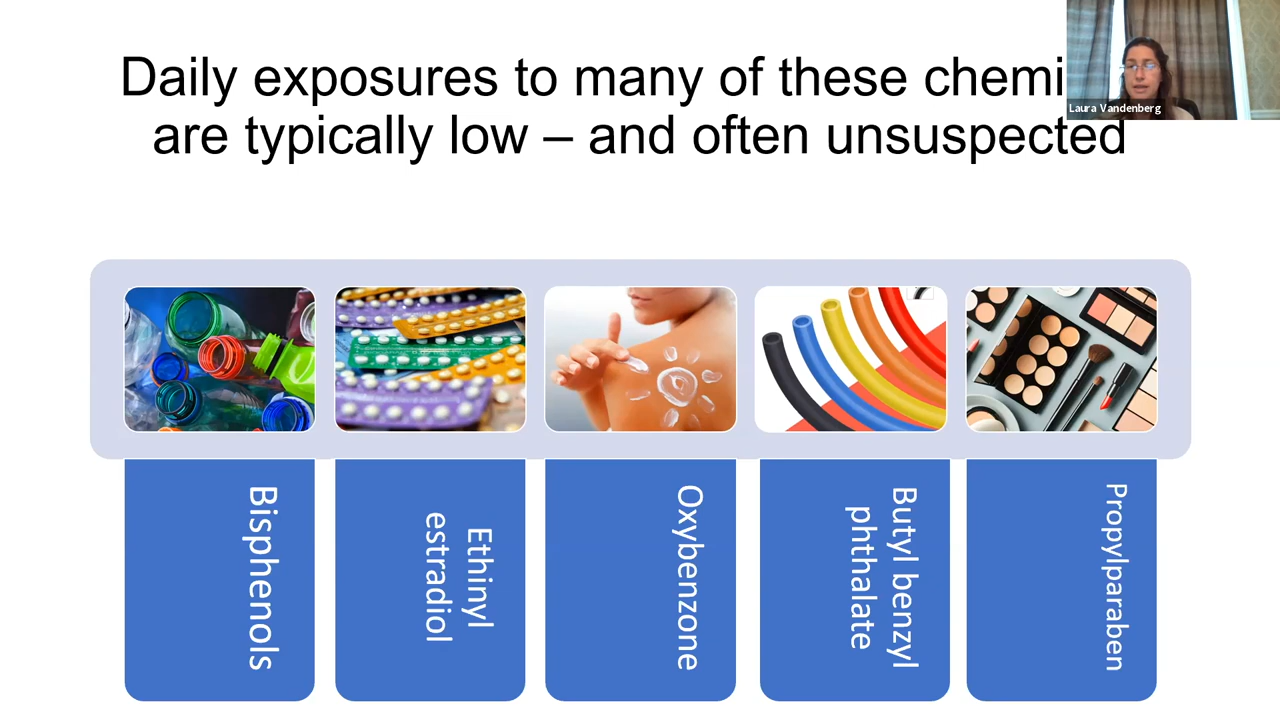 Daily exposures to many of these chemi
are typically low – and often unsuspected
Laura Vandenberg
Bisphenols
Ethinyl
estradiol
Oxybenzone
Butyl benzyl
phthalate
Propylparaben